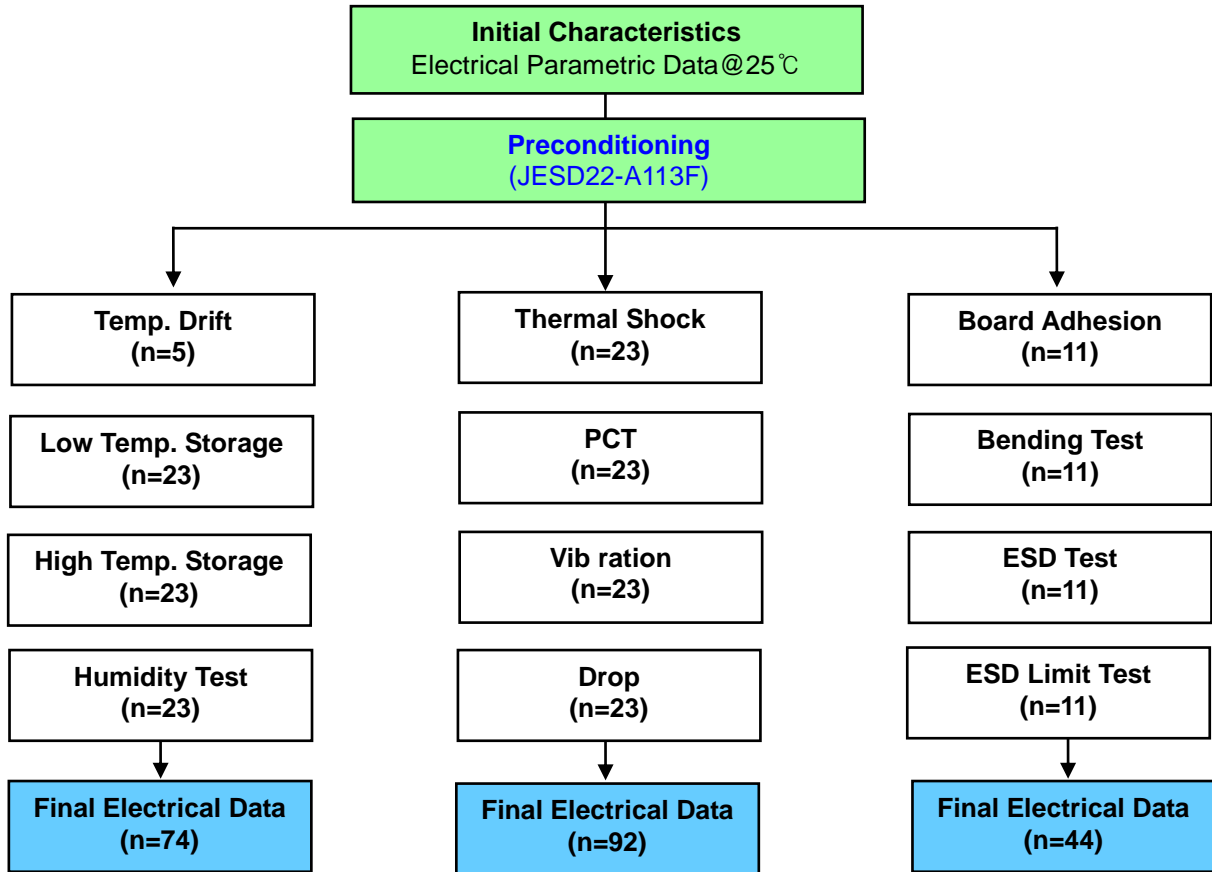 Initial Characteristics
Electrical Parametric Data@25℃
Preconditioning
(JESD22-A113F)
Temp. Drift
(n=5)
Low Temp. Storage
(n=23)
High Temp. Storage
(n=23)
Humidity Test
(n=23)
Final Electrical Data
(n=74)
Thermal Shock
(n=23)
PCT
(n=23)
Vib ration
(n=23)
Drop
(n=23)
Final Electrical Data
(n=92)
Board Adhesion
(n=11)
Bending Test
(n=11)
ESD Test
(n=11)
ESD Limit Test
(n=11)
Final Electrical Data
(n=44)